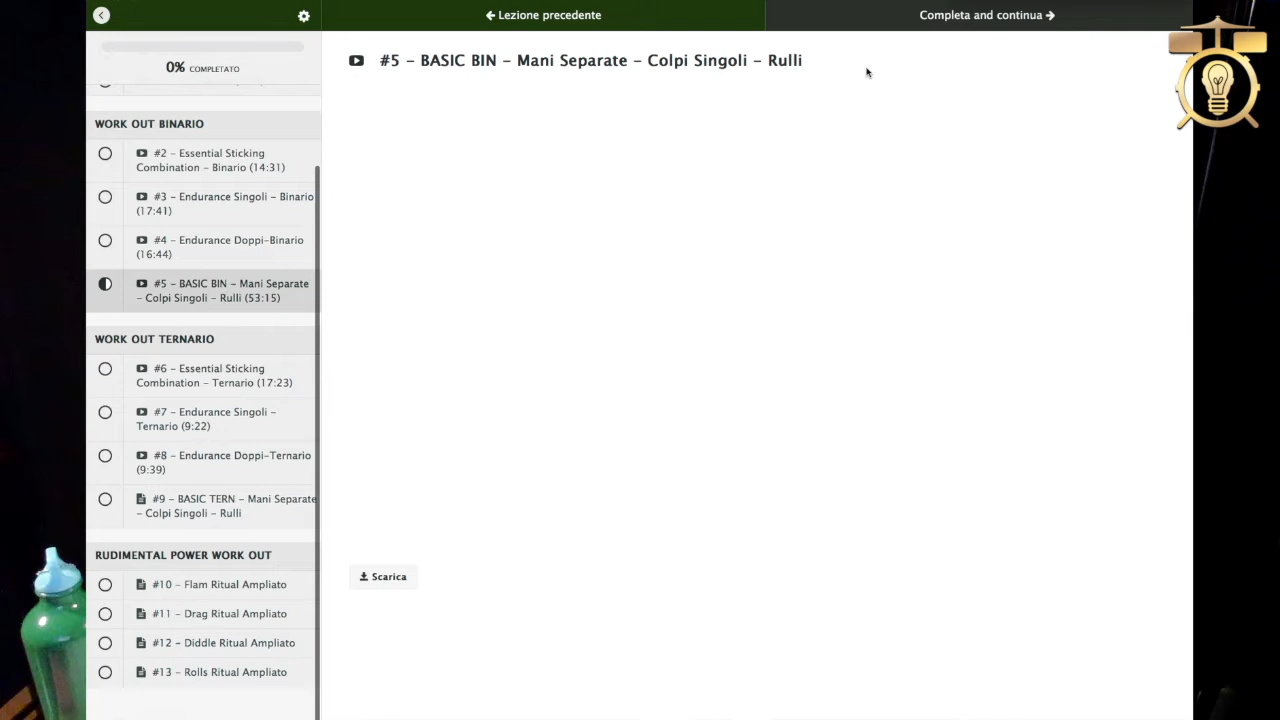 Lezione precedente
Completa and continua
0% COMPLETATO
#5 – BASIC BIN – Mani Separate – Colpi Singoli – Rulli
WORK OUT BINARIO
#2 – Essential Sticking
Combination – Binario (14:31)
#3 – Endurance Singoli – Binario
(17:41)
#4 – Endurance Doppi–Binario
(16:44)
#5 – BASIC BIN – Mani Separate
– Colpi Singoli – Rulli (53:15)
WORK OUT TERNARIO
#6 – Essential Sticking
Combination – Ternario (17:23)
#7 – Endurance Singoli –
Ternario (9:22)
#8 – Endurance Doppi–Ternario
(9:39)
#9 – BASIC TERN – Mani Separate
– Colpi Singoli – Rulli
RUDIMENTAL POWER WORK OUT
#10 – Flam Ritual Ampliato
#11 – Drag Ritual Ampliato
#12 – Diddle Ritual Ampliato
#13 – Rolls Ritual Ampliato
Scarica